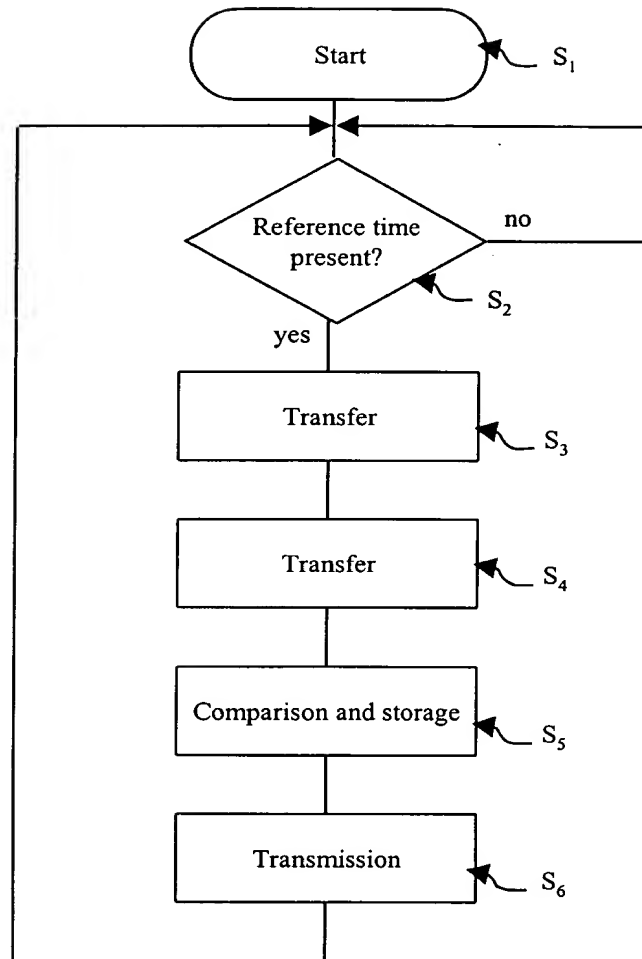 Start
S₁
Reference time
present?
no
S₂
yes
Transfer
S₃
Transfer
S₄
Comparison and storage
S₅
Transmission
S₆